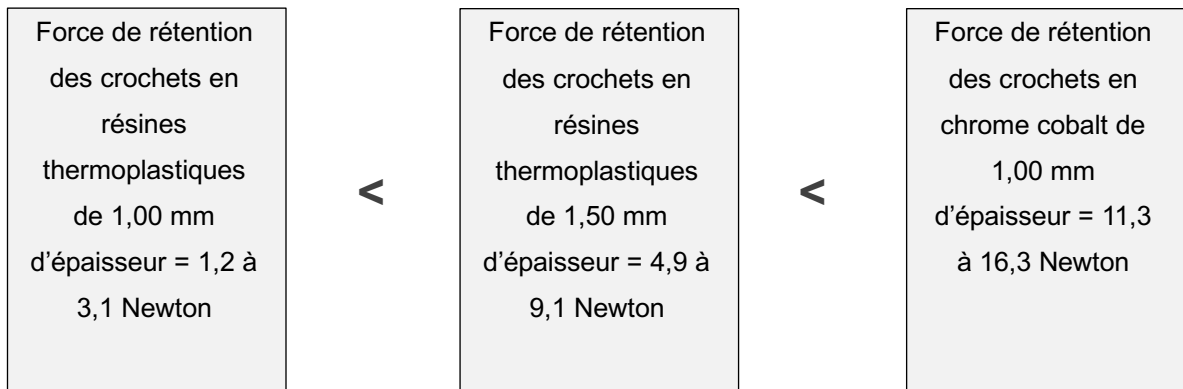 Force de rétention
des crochets en
résines
thermoplastiques
de 1,00 mm
d’épaisseur = 1,2 à
3,1 Newton
<
Force de rétention
des crochets en
résines
thermoplastiques
de 1,50 mm
d’épaisseur = 4,9 à
9,1 Newton
<
Force de rétention
des crochets en
chrome cobalt de
1,00 mm
d’épaisseur = 11,3
à 16,3 Newton